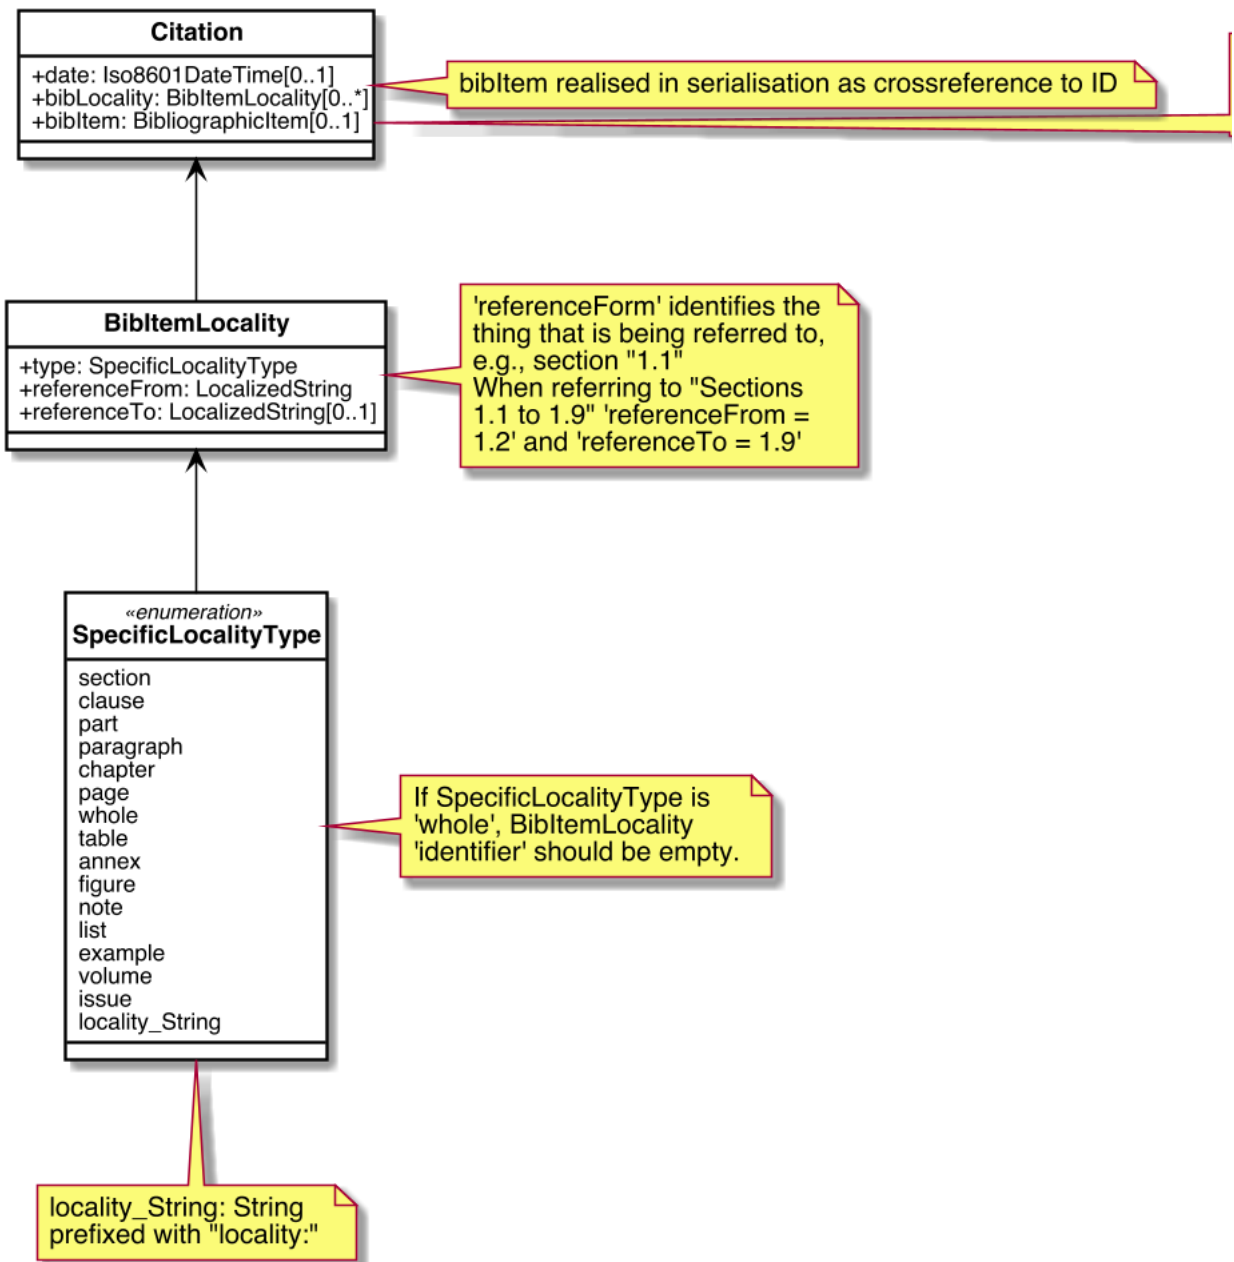 Citation
+date: Iso8601DateTime[0..1]
+bibLocality: BibItemLocality[0..*]
+bibItem: BibliographicItem[0..1]
bibItem realised in serialisation as crossreference to ID
BibItemLocality
+type: SpecificLocalityType
+referenceFrom: LocalizedString
+referenceTo: LocalizedString[0..1]
'referenceForm' identifies the
thing that is being referred to,
e.g., section "1.1"
When referring to "Sections
1.1 to 1.9" 'referenceFrom =
1.2' and 'referenceTo = 1.9'
«enumeration»
SpecificLocalityType
section
clause
part
paragraph
chapter
page
whole
table
annex
figure
note
list
example
volume
issue
locality_String
If SpecificLocalityType is
'whole', BibItemLocality
'identifier' should be empty.
locality_String: String
prefixed with "locality:"